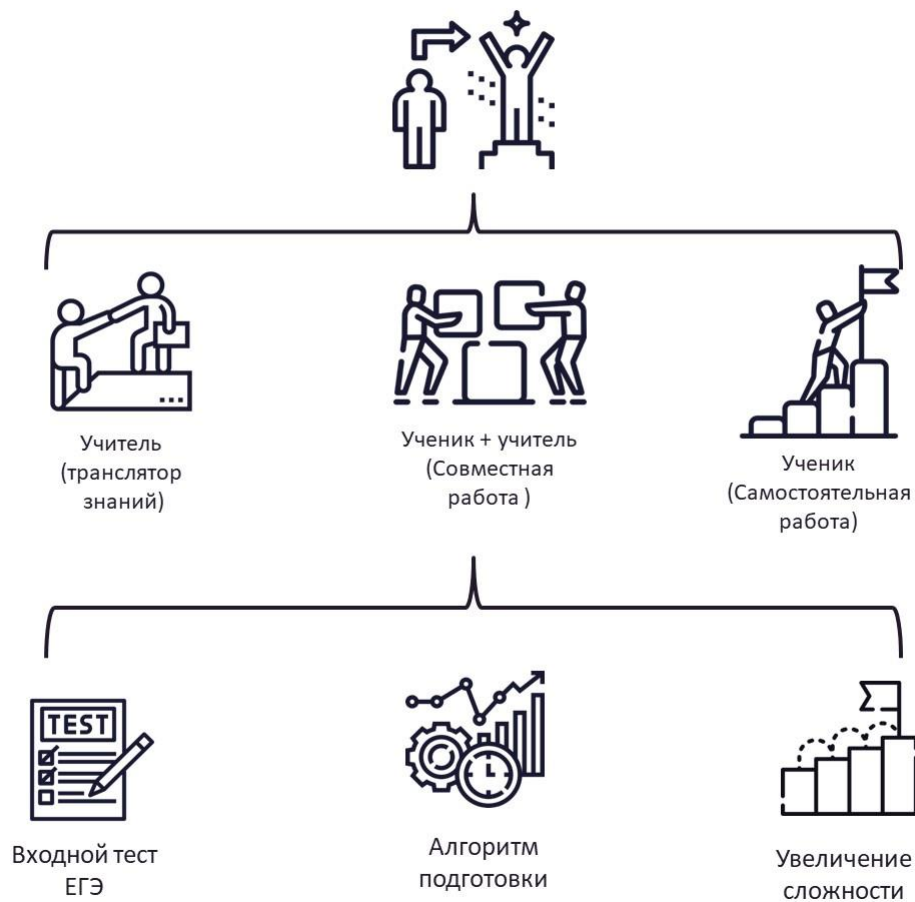 Учитель
(транслятор
знаний)
Ученик + учитель
(Совместная
работа )
Ученик
(Самостоятельная
работа)
TEST
Входной тест
ЕГЭ
Алгоритм
подготовки
Увеличение
сложности